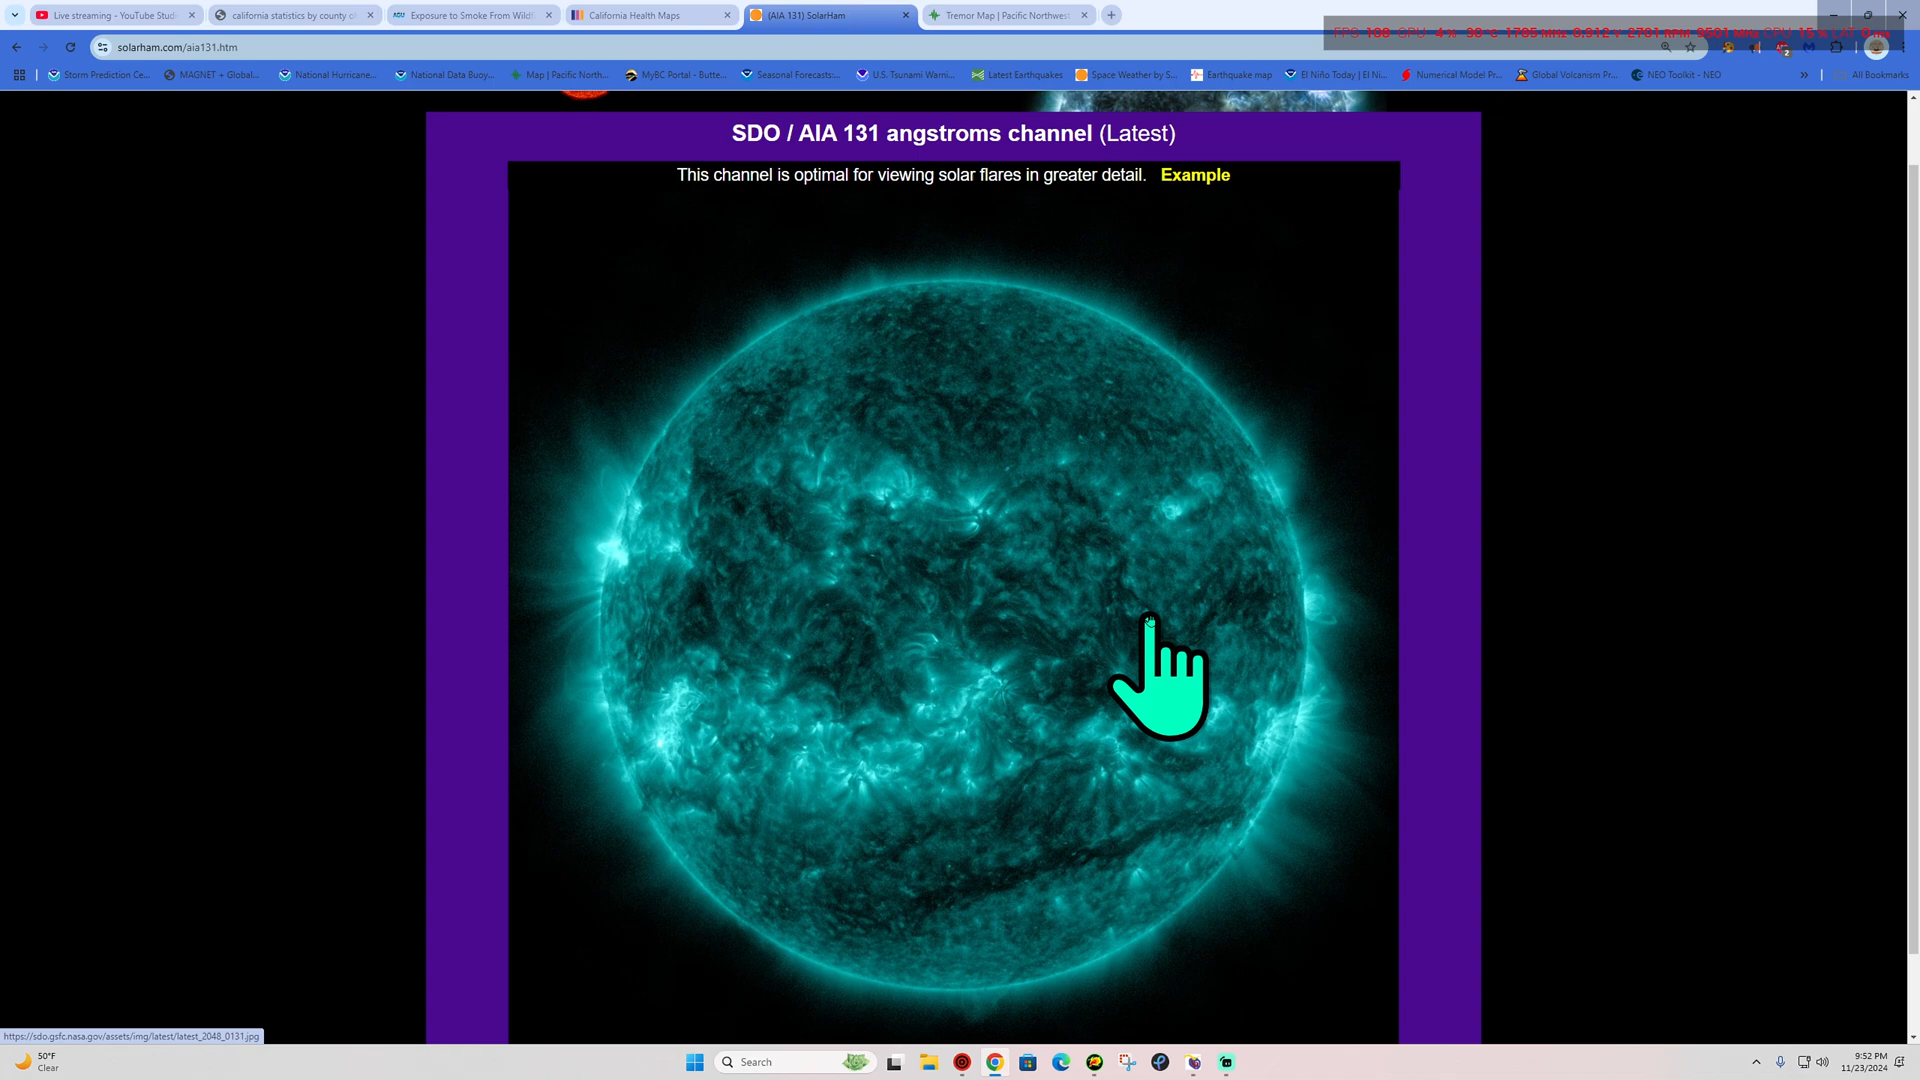 Live streaming - YouTube Stud
california statistics by county o
Exposure to Smoke From Wildf
California Health Maps
(AIA 131) SolarHam
Tremor Map | Pacific Northwest
solarham.com/aia131.htm
Storm Prediction Ce...
MAGNET + Global...
National Hurricane...
National Data Buoy...
Map | Pacific North...
MyBC Portal - Butte...
Seasonal Forecasts:...
U.S. Tsunami Warni...
Latest Earthquakes
Space Weather by S...
Earthquake map
El Niño Today | El Ni...
Numerical Model Pr...
Global Volcanism Pr...
NEO Toolkit - NEO
All Bookmarks
SDO / AIA 131 angstroms channel (Latest)
This channel is optimal for viewing solar flares in greater detail. Example
https://sdo.gsfc.nasa.gov/assets/img/latest/latest_2048_0131.jpg
50°F
Clear
Search
9:52 PM
11/23/2024